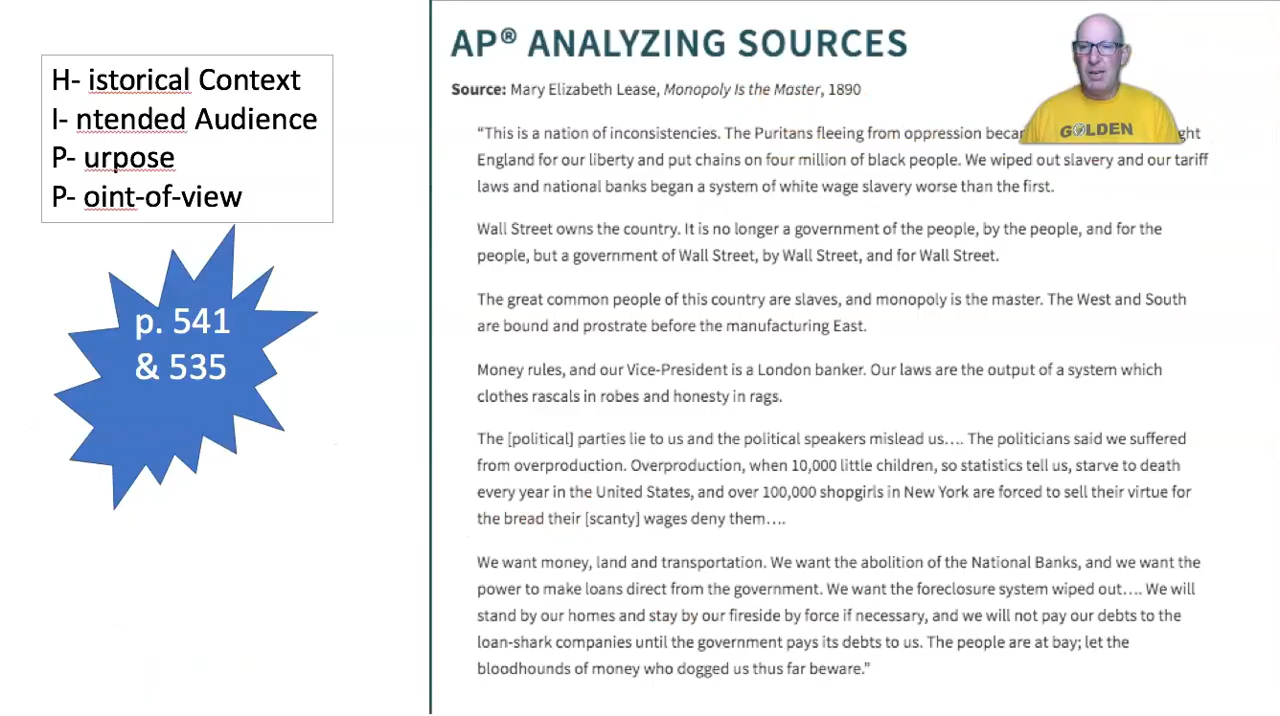 H- istorical Context
I- ntended Audience
P- urpose
P- oint-of-view
p. 541
& 535
AP® ANALYZING SOURCES
Source: Mary Elizabeth Lease, Monopoly Is the Master, 1890
“This is a nation of inconsistencies. The Puritans fleeing from oppression
England for our liberty and put chains on four million of black people. We wiped out slavery and our tariff
laws and national banks began a system of white wage slavery worse than the first.
Wall Street owns the country. It is no longer a government of the people, by the people, and for the
people, but a government of Wall Street, by Wall Street, and for Wall Street.
The great common people of this country are slaves, and monopoly is the master. The West and South
are bound and prostrate before the manufacturing East.
Money rules, and our Vice-President is a London banker. Our laws are the output of a system which
clothes rascals in robes and honesty in rags.
The [political] parties lie to us and the political speakers mislead us…. The politicians said we suffered
from overproduction. Overproduction, when 10,000 little children, so statistics tell us, starve to death
every year in the United States, and over 100,000 shopgirls in New York are forced to sell their virtue for
the bread their [scanty] wages deny them….
We want money, land and transportation. We want the abolition of the National Banks, and we want the
power to make loans direct from the government. We want the foreclosure system wiped out…. We will
stand by our homes and stay by our fireside by force if necessary, and we will not pay our debts to the
loan-shark companies until the government pays its debts to us. The people are at bay; let the
bloodhounds of money who dogged us thus far beware.”
GOLDEN